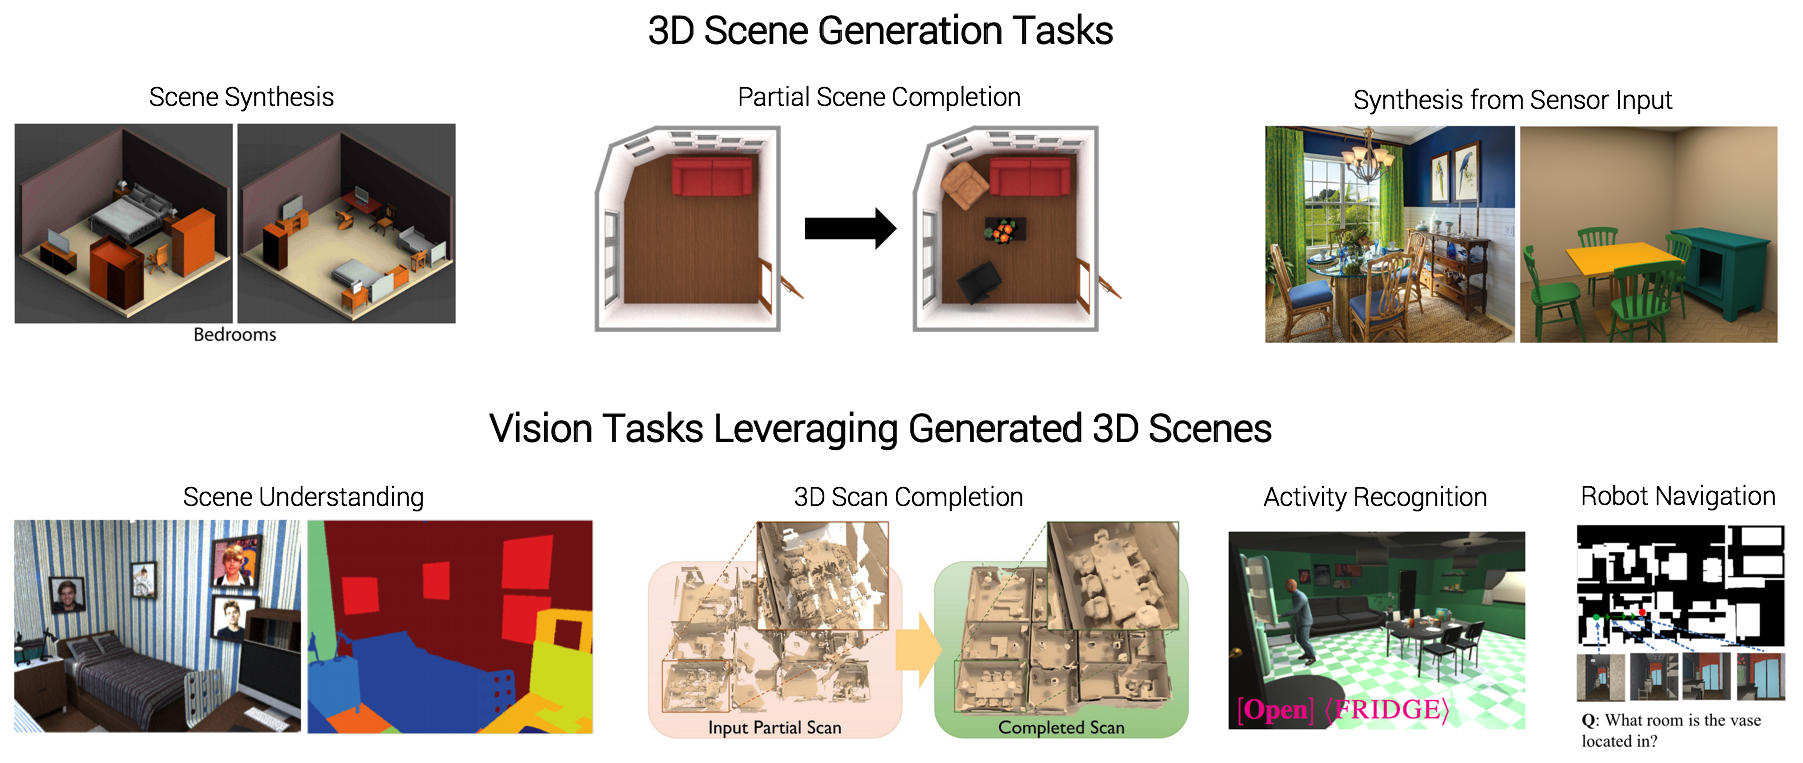 3D Scene Generation Tasks
Scene Synthesis
Partial Scene Completion
Synthesis from Sensor Input
Bedrooms
Vision Tasks Leveraging Generated 3D Scenes
Scene Understanding
3D Scan Completion
Activity Recognition
Robot Navigation
Input Partial Scan
Completed Scan
[Open] ⟨FRIDGE⟩
Q: What room is the vase
located in?